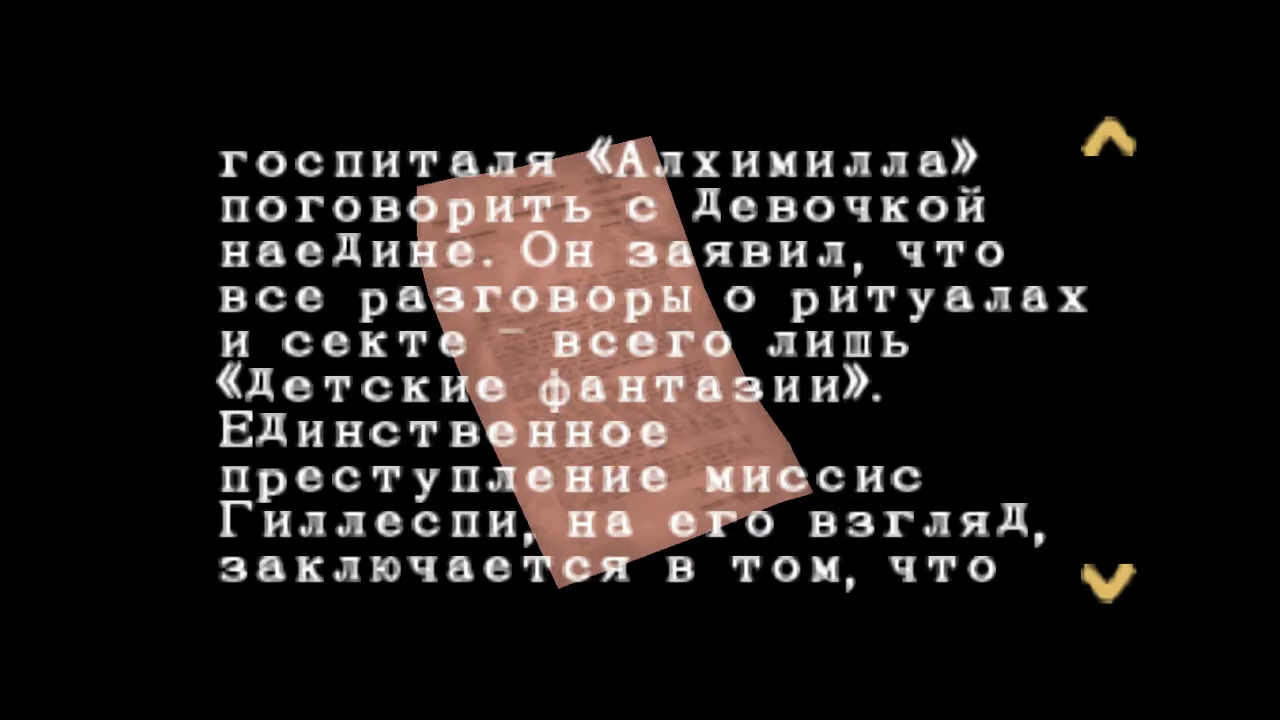 госпиталя «Алхимилла»
поговорить с Девочкой
наеДине. Он заявил, что
все разговоры о ритуалах
и секте ‾ всего лишь
«Детские фантазии».
ЕДинственное
преступление миссис
Гиллеспи, на его взгляД,
заключается в том, что